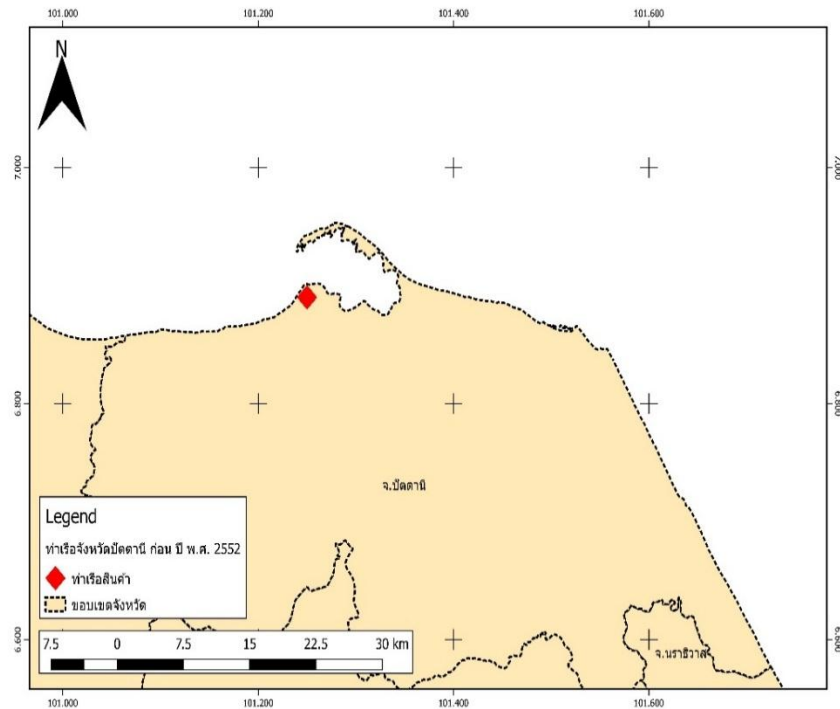 101.000 101.200 101.400 101.600
N
7.000 7.000
6.800 6.800
จ.ปัตตานี
Legend
ท่าเรือจังหวัดปัตตานี ก่อน ปี พ.ศ. 2552
ท่าเรือสินค้า
ขอบเขตจังหวัด
7.5 0 7.5 15 22.5 30 km
6.600 6.600
จ.นราธิวาส
101.000 101.200 101.400 101.600